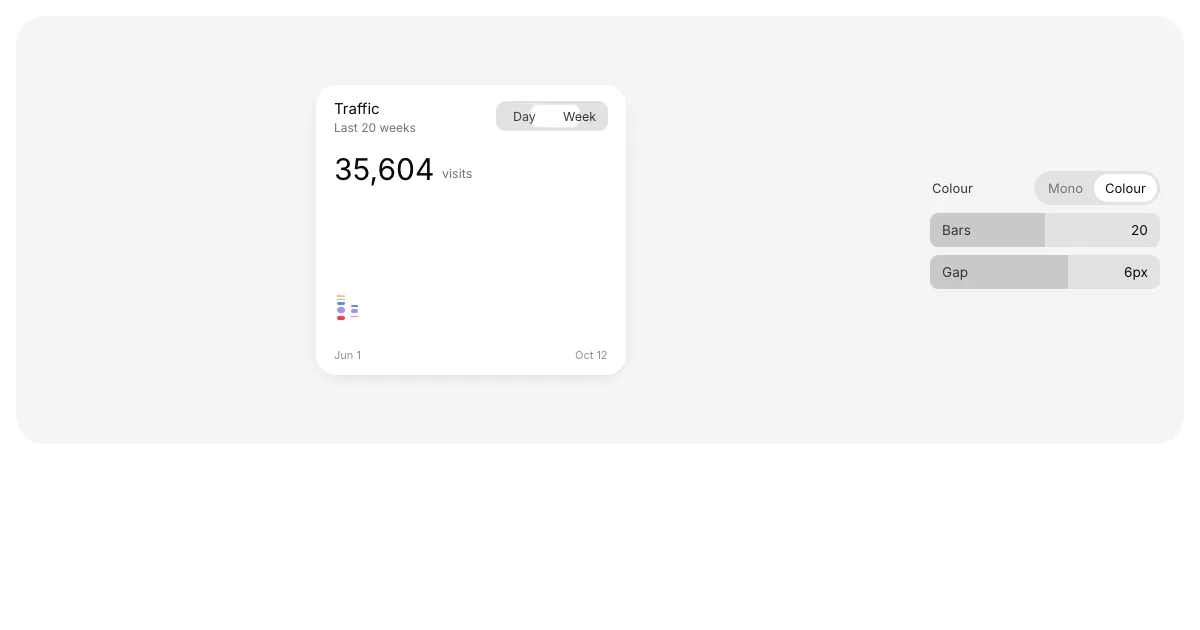 Traffic
Last 20 weeks
Day Week
35,604 visits
Jun 1 Oct 12
Colour Mono Colour
Bars 20
Gap 6px